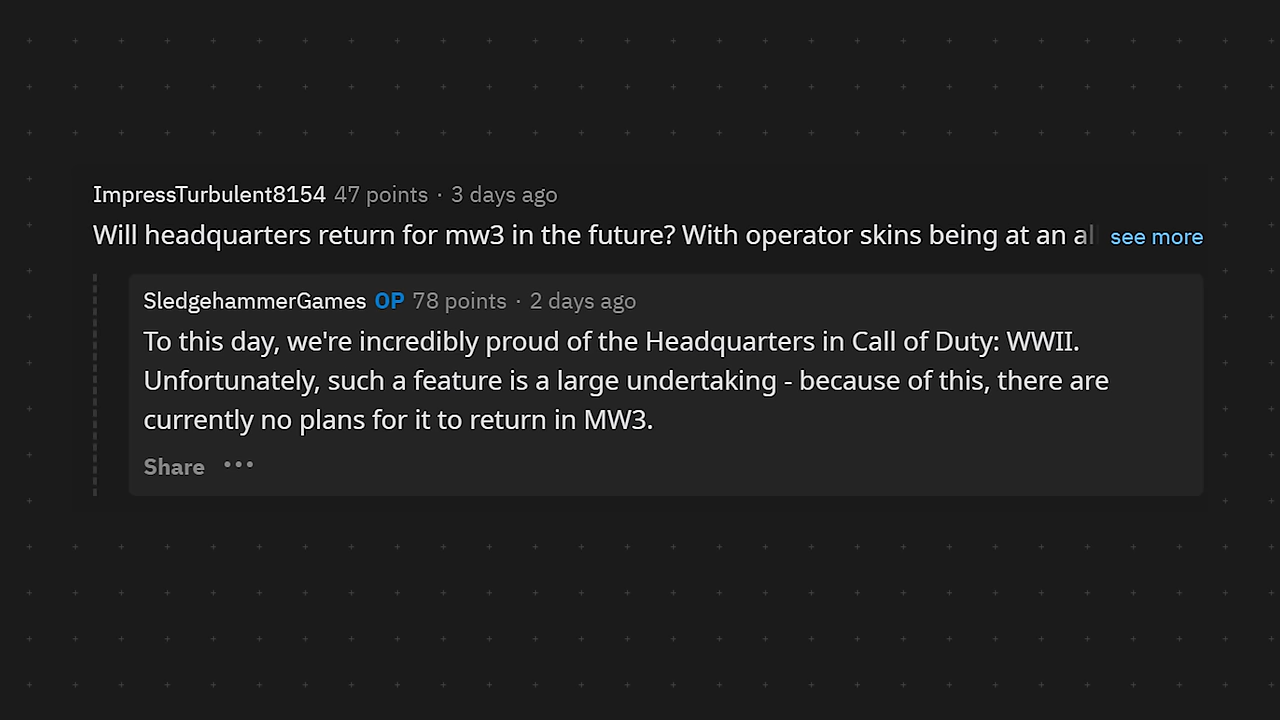 ImpressTurbulent8154 47 points · 3 days ago
Will headquarters return for mw3 in the future? With operator skins being at an al see more
SledgehammerGames OP 78 points · 2 days ago
To this day, we're incredibly proud of the Headquarters in Call of Duty: WWII.
Unfortunately, such a feature is a large undertaking - because of this, there are
currently no plans for it to return in MW3.
Share •••